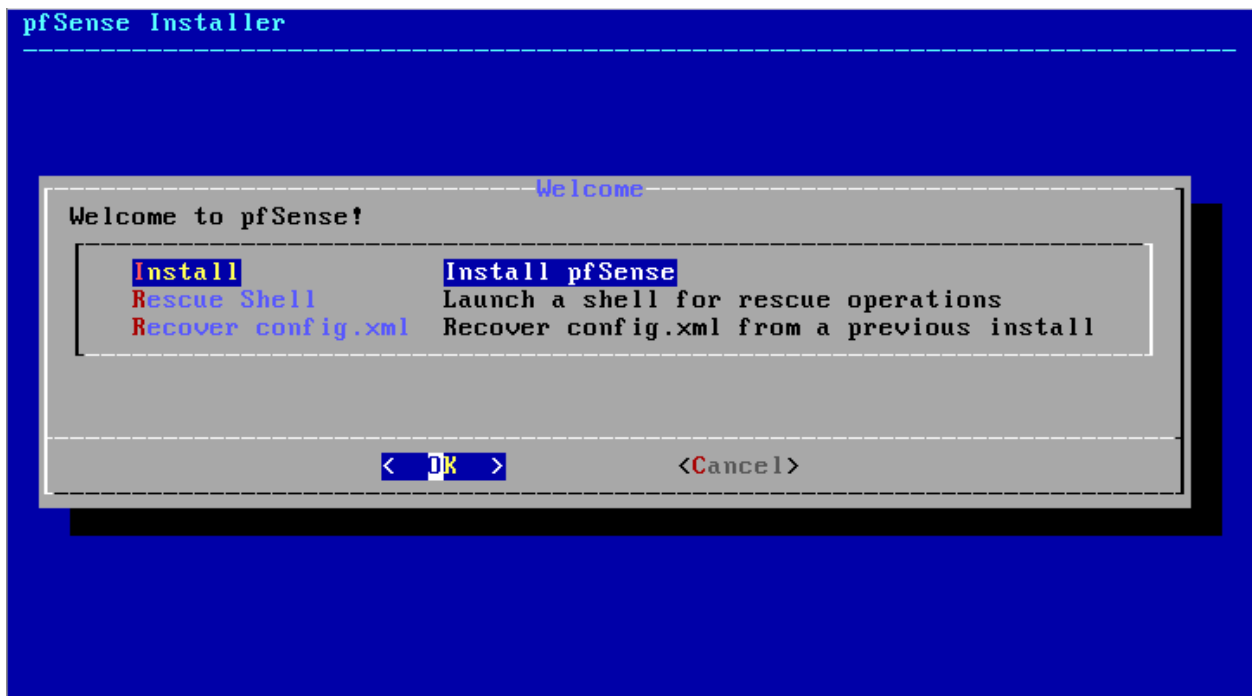 pfSense Installer
Welcome
Welcome to pfSense!
Install Install pfSense
Rescue Shell Launch a shell for rescue operations
Recover config.xml Recover config.xml from a previous install
< OK > <Cancel>